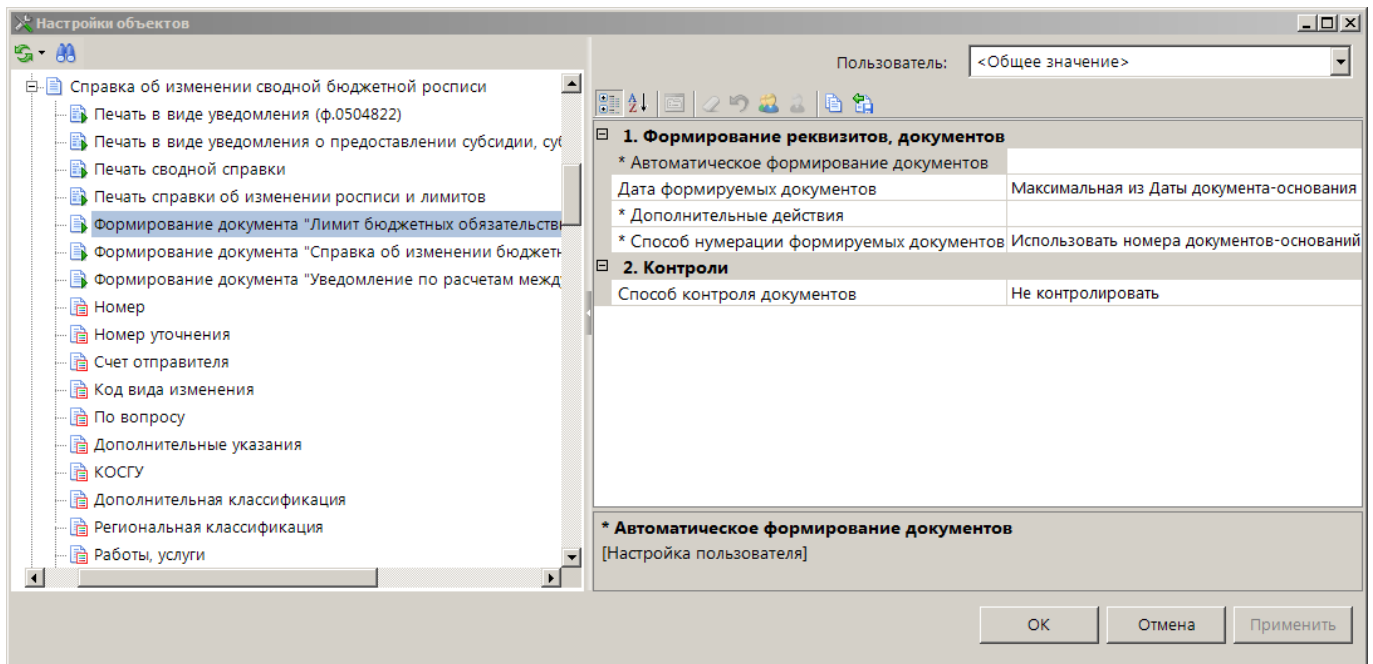 Настройки объектов
Справка об изменении сводной бюджетной росписи
Печать в виде уведомления (ф.0504822)
Печать в виде уведомления о предоставлении субсидии, суб
Печать сводной справки
Печать справки об изменении росписи и лимитов
Формирование документа "Лимит бюджетных обязательств
Формирование документа "Справка об изменении бюджетн
Формирование документа "Уведомление по расчетам межд
Номер
Номер уточнения
Счет отправителя
Код вида изменения
По вопросу
Дополнительные указания
КОСГУ
Дополнительная классификация
Региональная классификация
Работы, услуги
Пользователь: <Общее значение>
1. Формирование реквизитов, документов
* Автоматическое формирование документов
Дата формируемых документов Максимальная из Даты документа-основания
* Дополнительные действия
* Способ нумерации формируемых документов Использовать номера документов-оснований
2. Контроли
Способ контроля документов Не контролировать
* Автоматическое формирование документов
[Настройка пользователя]
ОК Отмена Применить